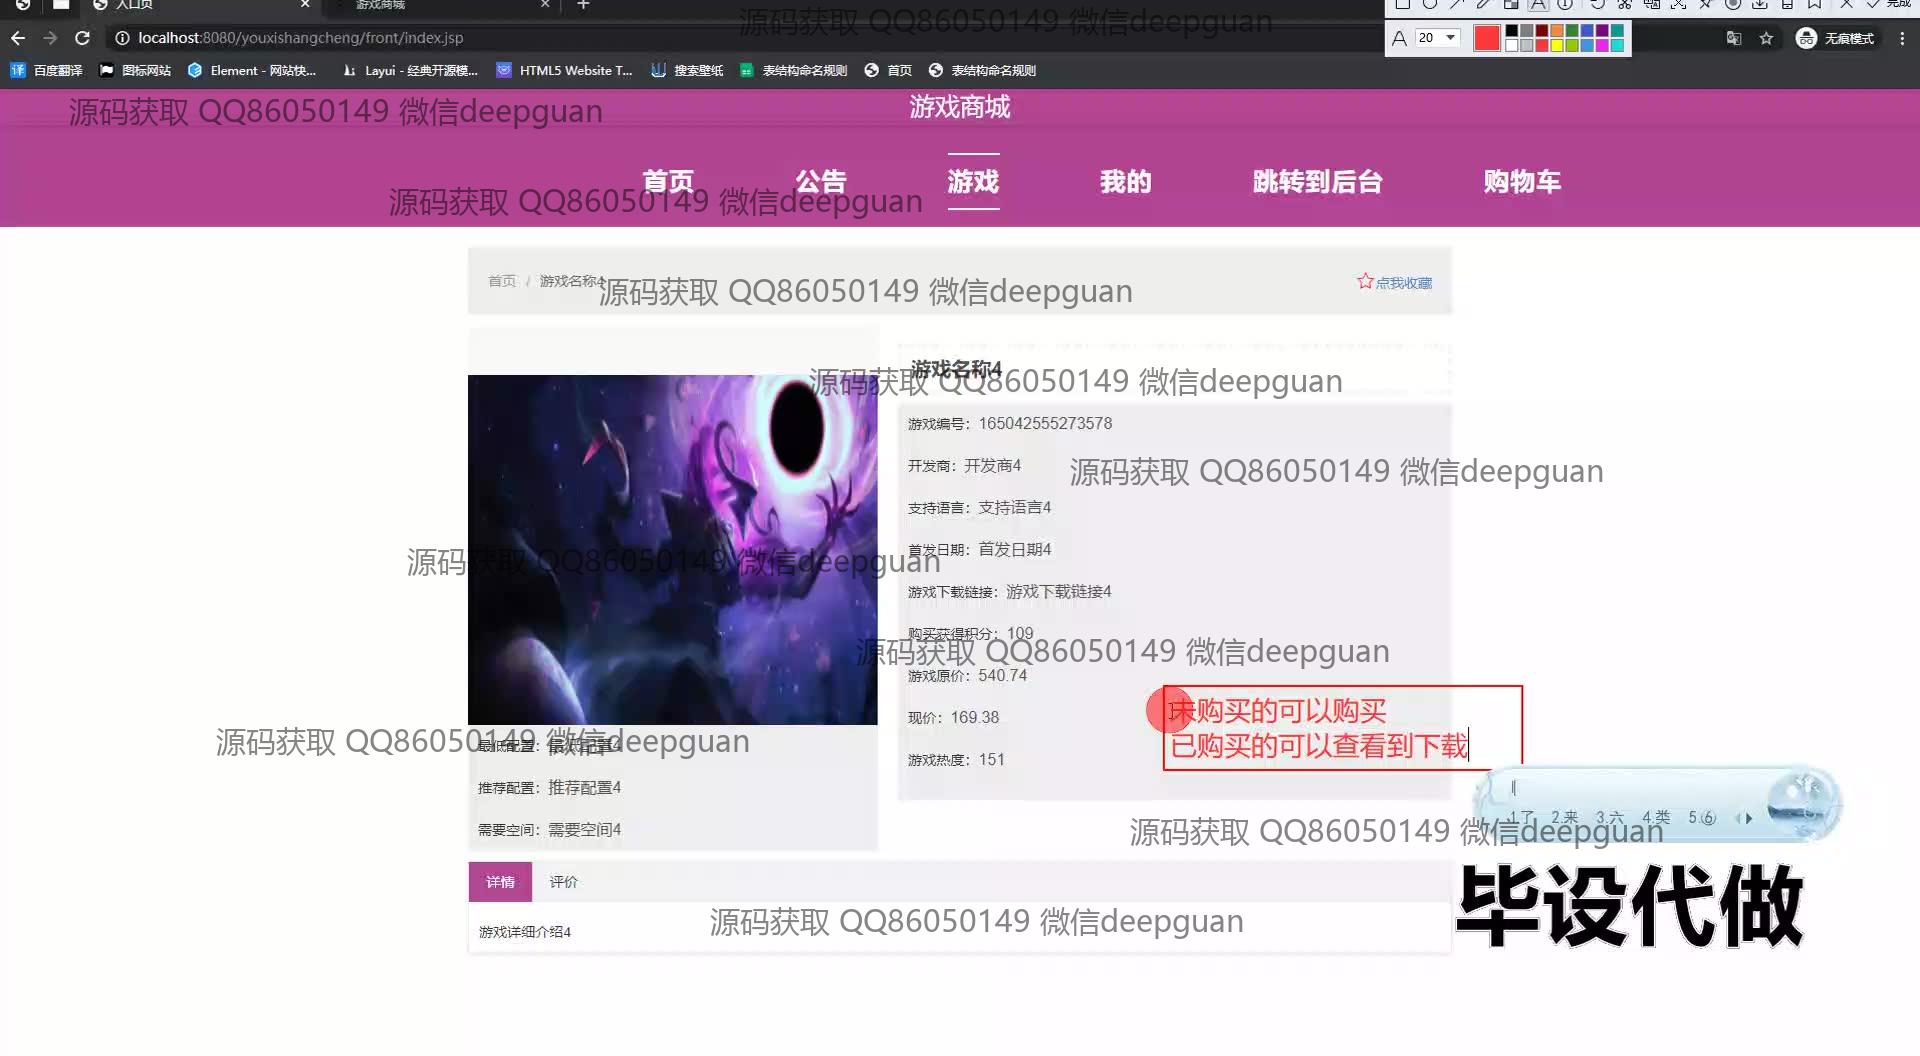 入口页
游戏商城
源码获取 QQ86050149 微信deepguan
完成
localhost:8080/youxishangcheng/front/index.jsp
20
无痕模式
百度翻译
图标网站
Element - 网站快...
Layui - 经典开源模...
HTML5 Website T...
搜索壁纸
表结构命名规则
首页
表结构命名规则
源码获取 QQ86050149 微信deepguan
游戏商城
首页
公告
游戏
我的
跳转到后台
购物车
源码获取 QQ86050149 微信deepguan
首页 / 游戏名称4
源码获取 QQ86050149 微信deepguan
点我收藏
游戏名称4
源码获取 QQ86050149 微信deepguan
游戏编号：165042555273578
开发商：开发商4
源码获取 QQ86050149 微信deepguan
支持语言：支持语言4
首发日期：首发日期4
源码获取 QQ86050149 微信deepguan
游戏下载链接：游戏下载链接4
购买获得积分：109
源码获取 QQ86050149 微信deepguan
游戏原价：540.74
现价：169.38
游戏热度：151
未购买的可以购买
已购买的可以查看到下载
源码获取 QQ86050149 微信deepguan
最低配置：最低配置4
推荐配置：推荐配置4
需要空间：需要空间4
l
1.了 2.来 3.六 4.类 5.⑥
源码获取 QQ86050149 微信deepguan
毕设代做
详情
评价
游戏详细介绍4
源码获取 QQ86050149 微信deepguan